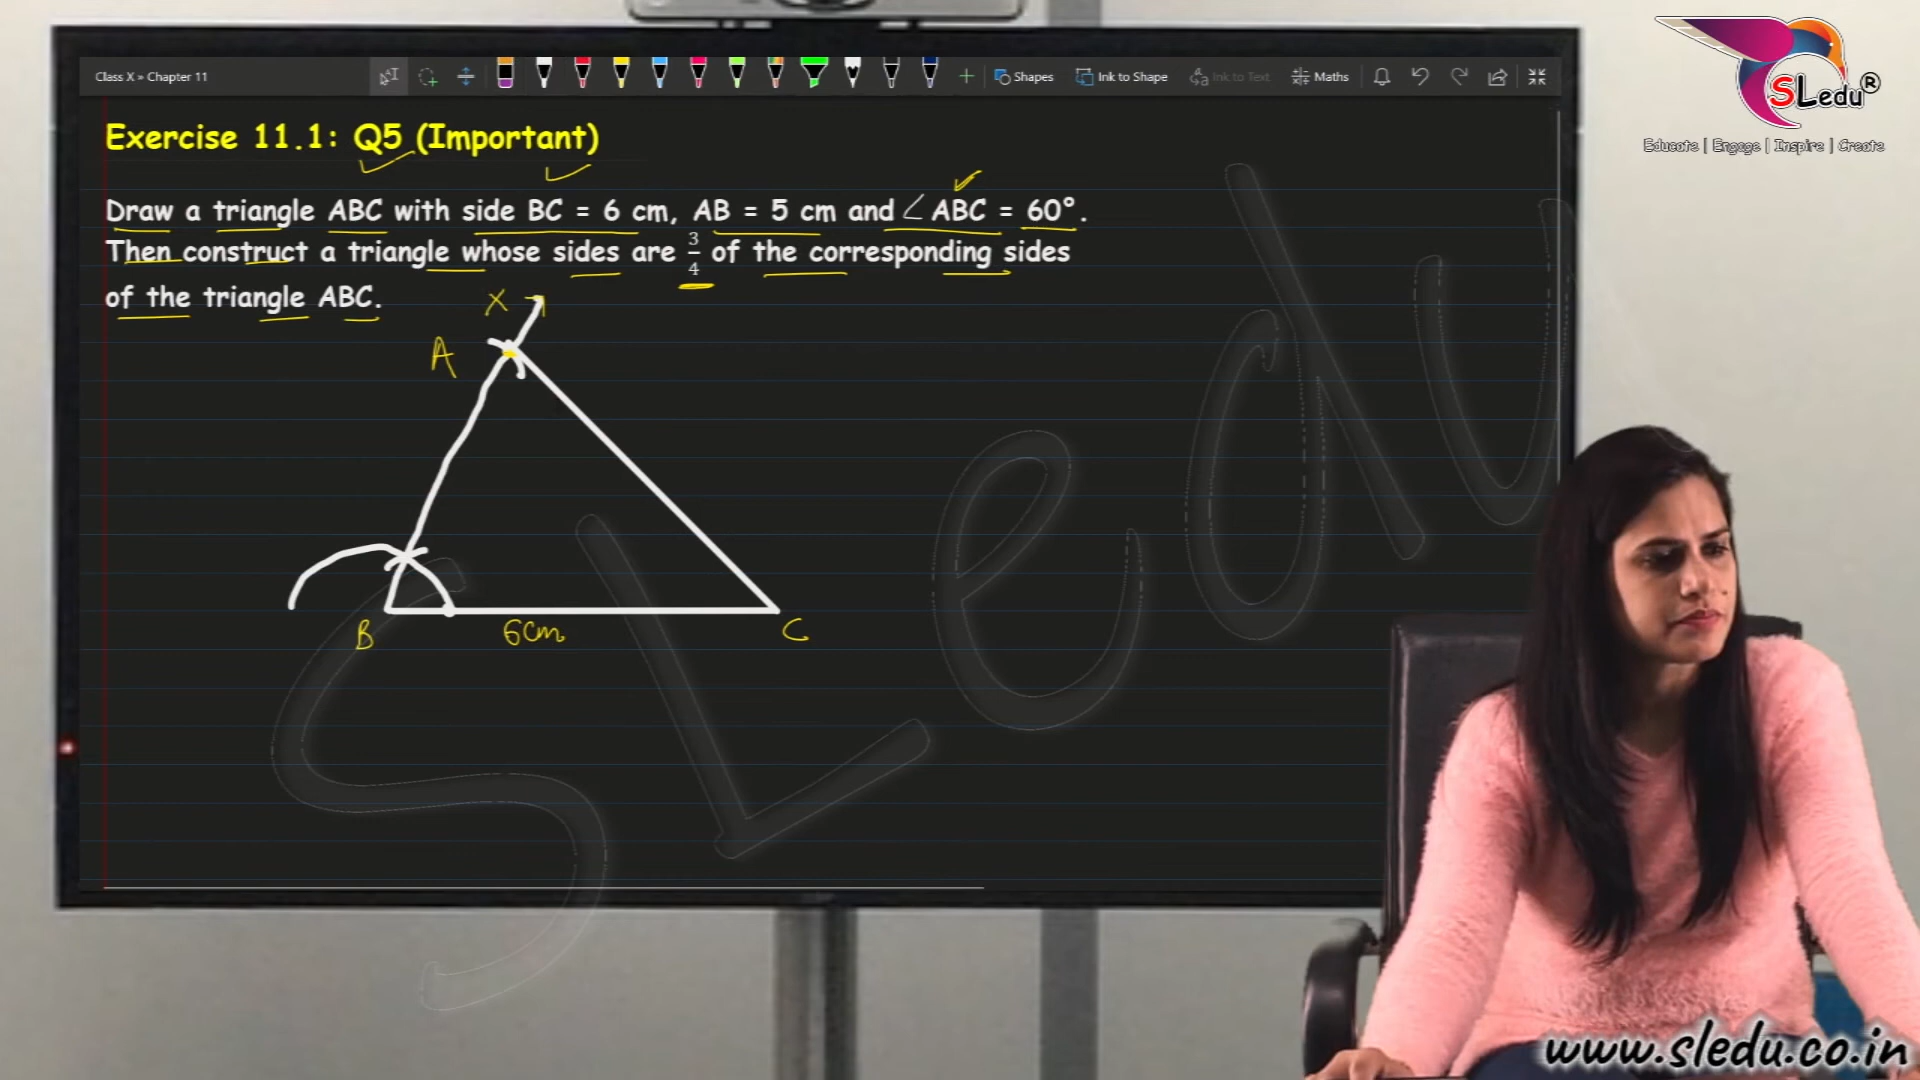 Class X » Chapter 11
Shapes
Ink to Shape
Ink to Text
Maths
SLedu®
Educate | Engage | Inspire | Create
Exercise 11.1: Q5 (Important)
Draw a triangle ABC with side BC = 6 cm, AB = 5 cm and ∠ABC = 60°.
Then construct a triangle whose sides are 3/4 of the corresponding sides
of the triangle ABC.
X
A
B
6cm
C
SLedu
www.sledu.co.in